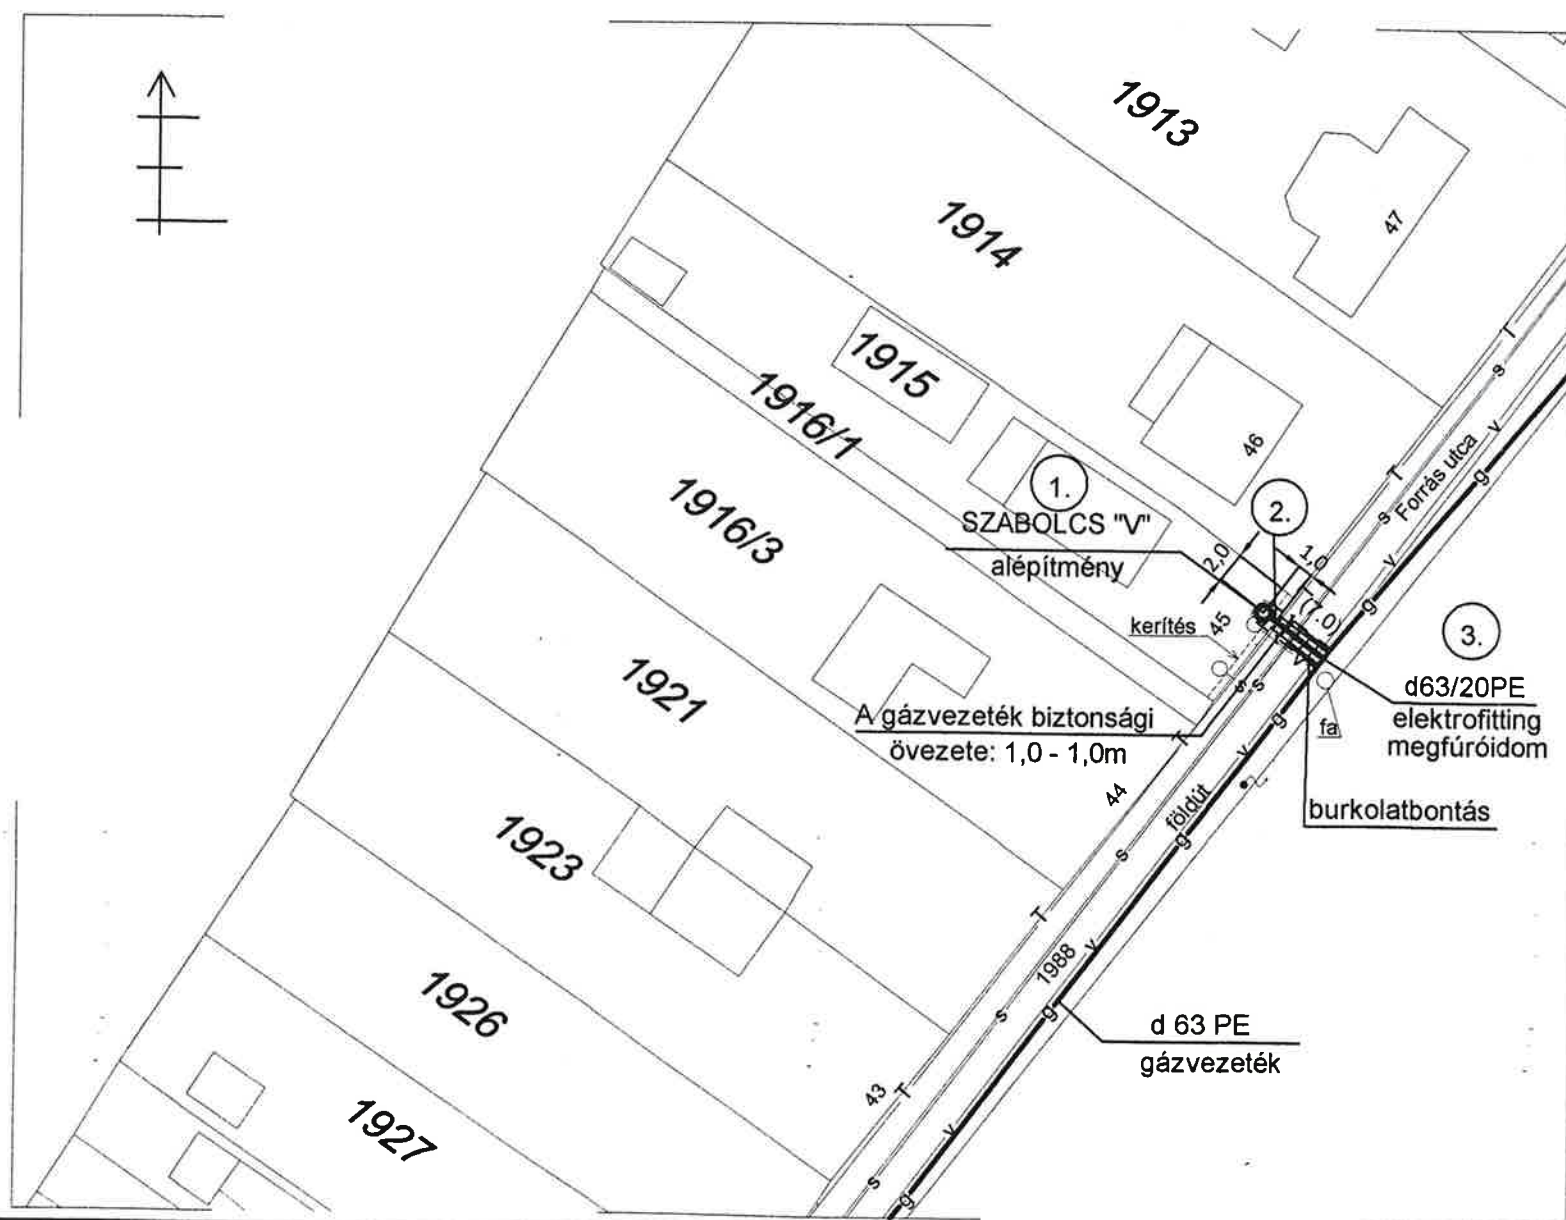 1913
47
1914
1915
1916/1
46
1.
SZABOLCS "V"
alépítmény
2.
2,0
1,0
(7.0)
T
s
v
g
Forrás utca
T
s
v
g
1916/3
kerítés
45
v
3.
d63/20PE
elektrofitting
megfúróidom
fa
1921
A gázvezeték biztonsági
övezete: 1,0 - 1,0m
burkolatbontás
T
s
s
v
g
44
földút
1923
T
s
v
g
1988
1926
d 63 PE
gázvezeték
s
g
43
T
1927
v
s
g